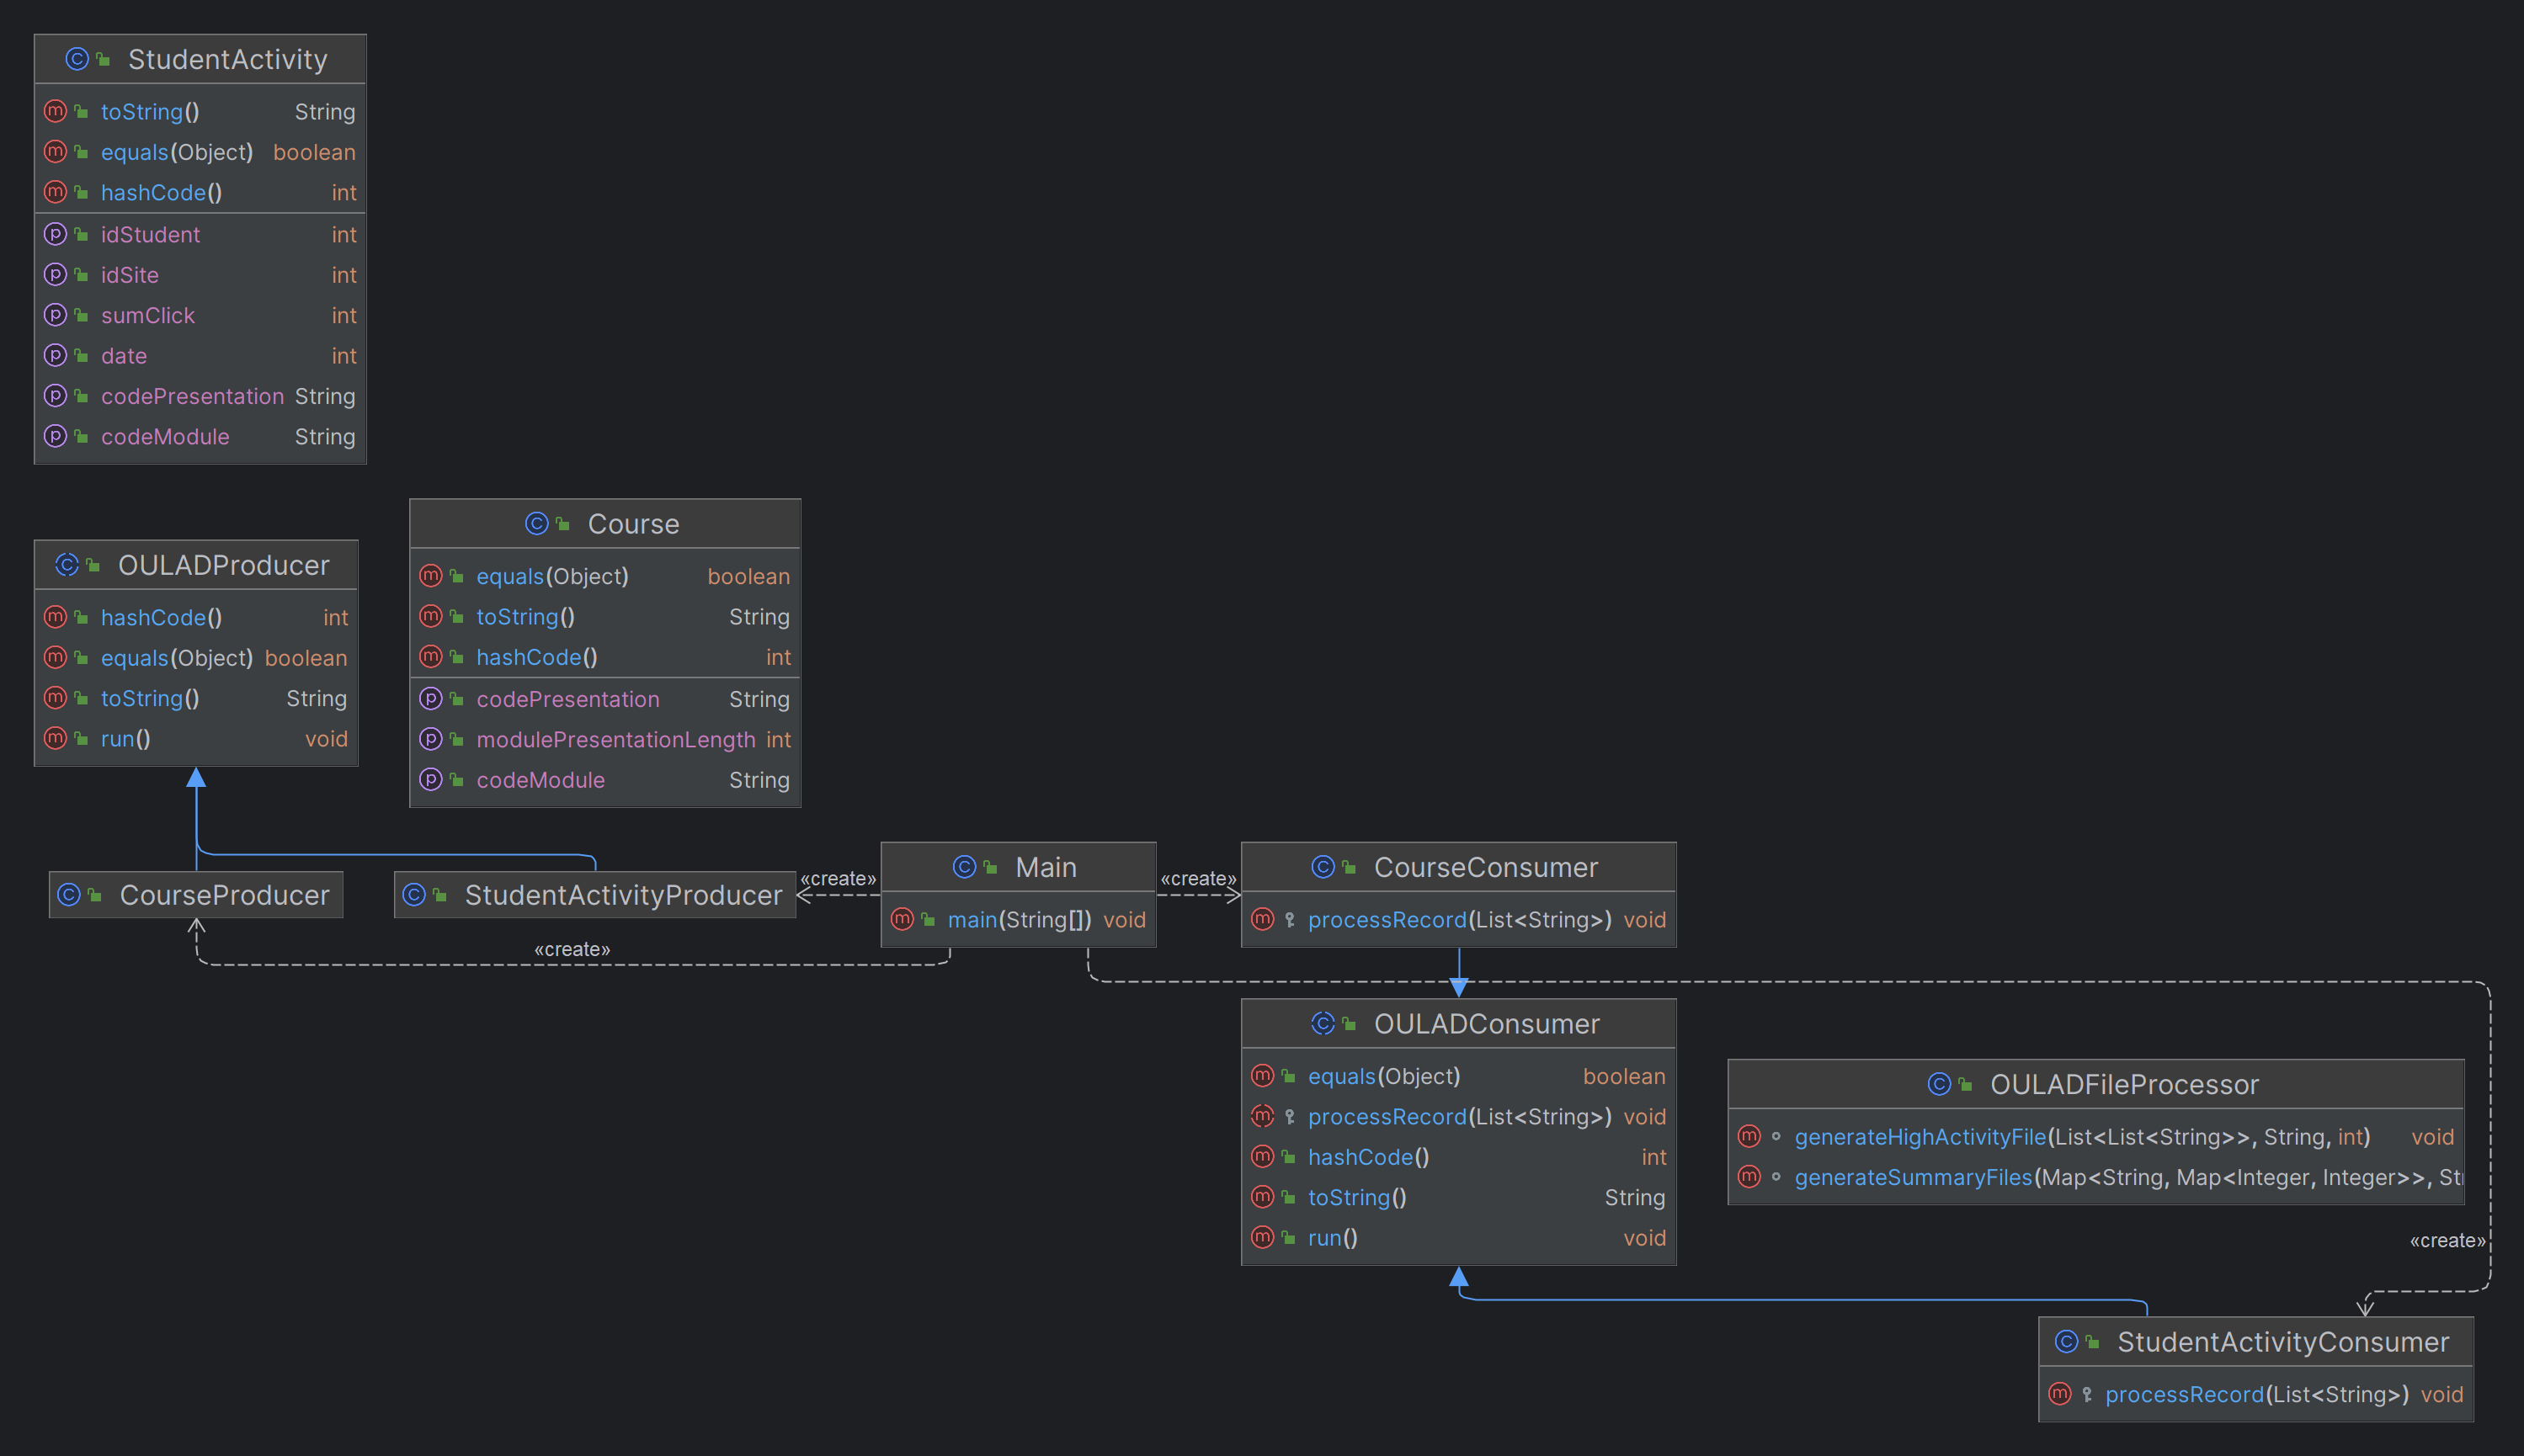 StudentActivity
toString() String
equals(Object) boolean
hashCode() int
idStudent int
idSite int
sumClick int
date int
codePresentation String
codeModule String
Course
equals(Object) boolean
toString() String
hashCode() int
codePresentation String
modulePresentationLength int
codeModule String
OULADProducer
hashCode() int
equals(Object) boolean
toString() String
run() void
CourseProducer
StudentActivityProducer
«create»
Main
main(String[]) void
«create»
CourseConsumer
processRecord(List<String>) void
«create»
OULADConsumer
equals(Object) boolean
processRecord(List<String>) void
hashCode() int
toString() String
run() void
OULADFileProcessor
generateHighActivityFile(List<List<String>>, String, int) void
generateSummaryFiles(Map<String, Map<Integer, Integer>>,
«create»
StudentActivityConsumer
processRecord(List<String>) void